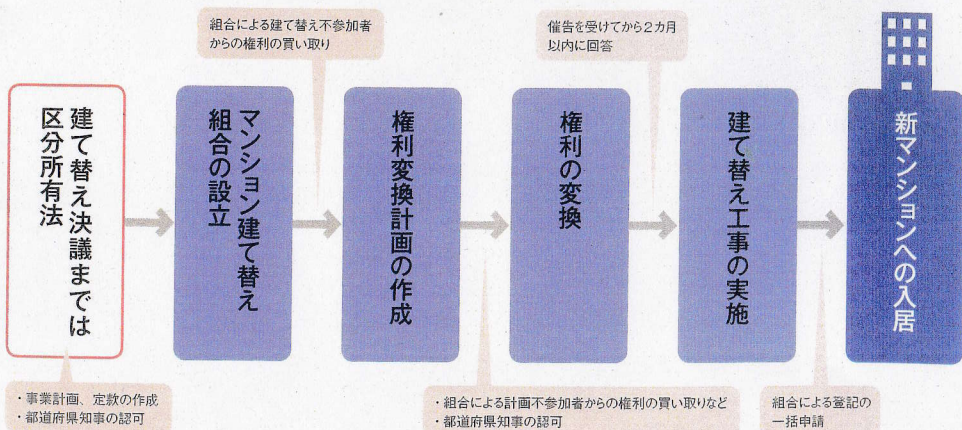 組合による建て替え不参加者
からの権利の買い取り
催告を受けてから2カ月
以内に回答
建て替え決議までは
区分所有法
マンション建て替え
組合の設立
権利変換計画の作成
権利の変換
建て替え工事の実施
新マンションへの入居
・事業計画、定款の作成
・都道府県知事の認可
・組合による計画不参加者からの権利の買い取りなど
・都道府県知事の認可
組合による登記の
一括申請